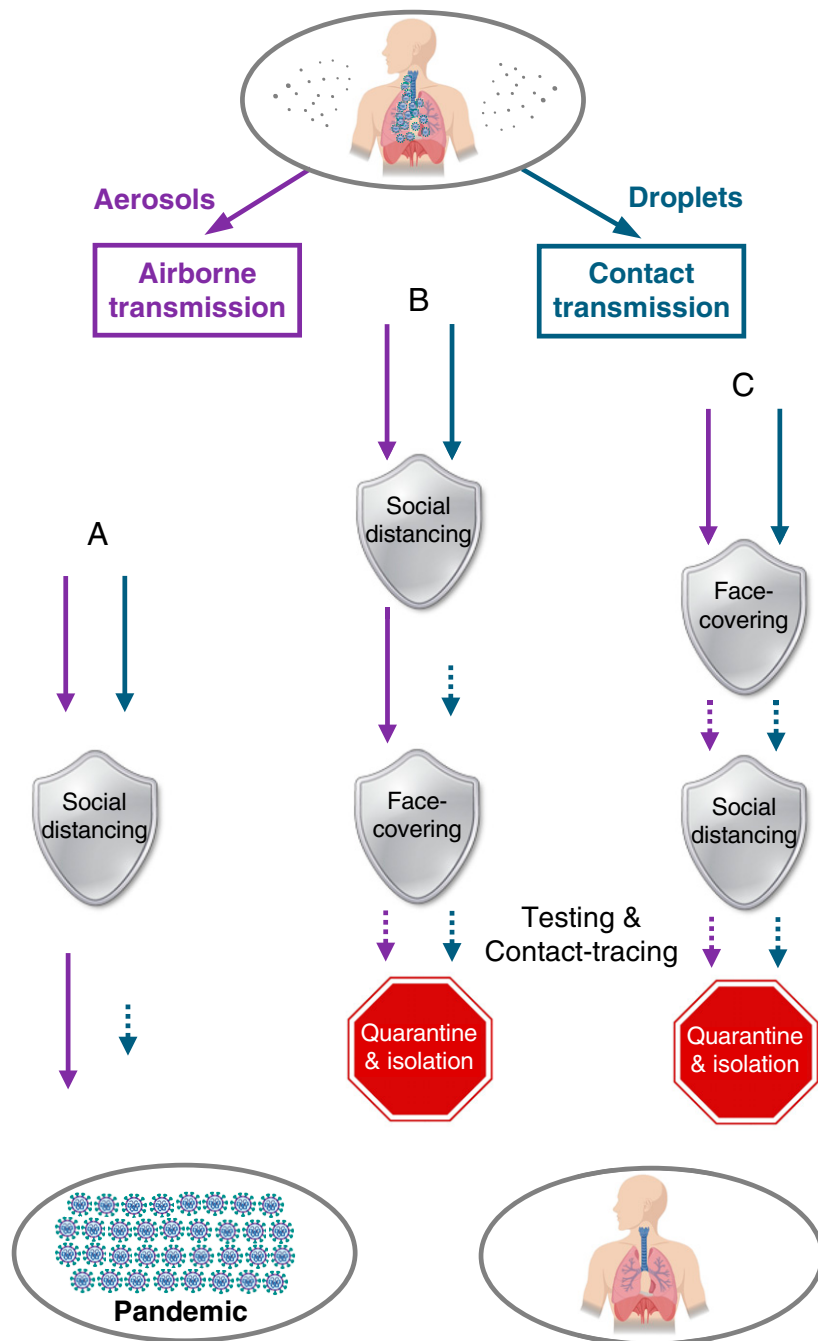 Aerosols
Droplets
Airborne
transmission
Contact
transmission
B
C
A
Social
distancing
Face-
covering
Social
distancing
Face-
covering
Social
distancing
Testing &
Contact-tracing
Quarantine
& isolation
Quarantine
& isolation
Pandemic